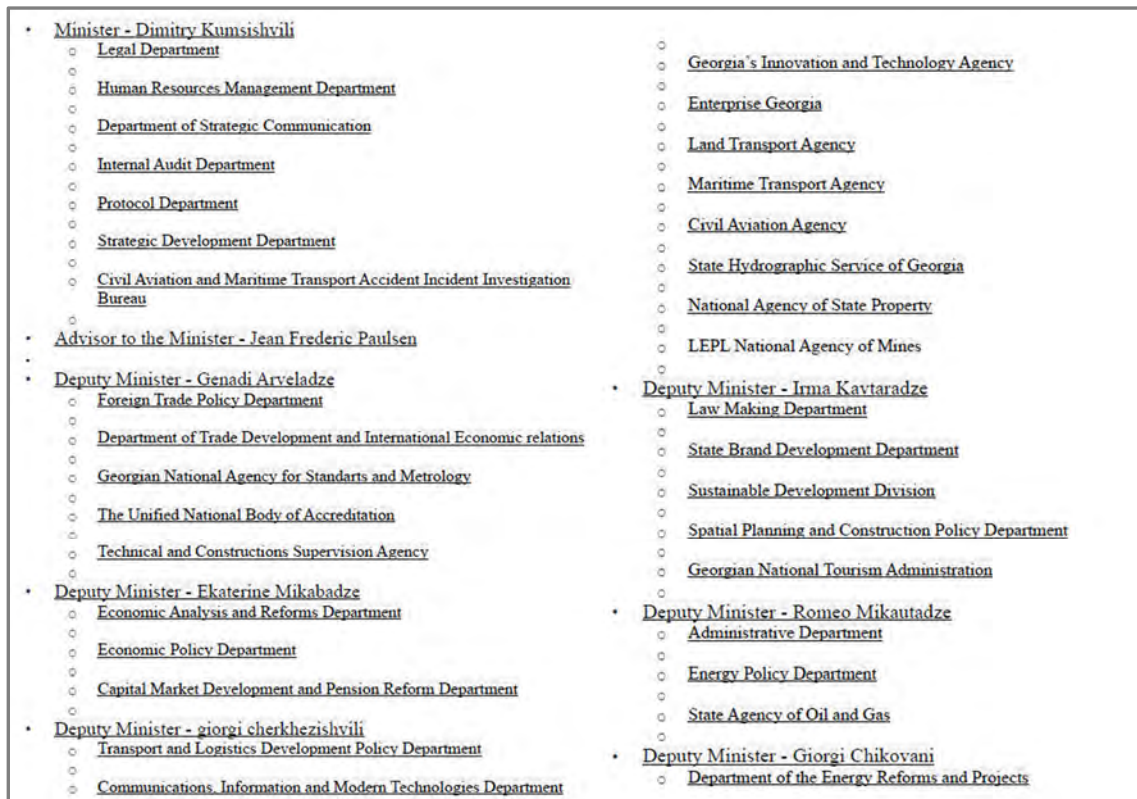 • Minister - Dimitry Kumsishvili
○ Legal Department
○
○ Human Resources Management Department
○
○ Department of Strategic Communication
○
○ Internal Audit Department
○
○ Protocol Department
○
○ Strategic Development Department
○
○ Civil Aviation and Maritime Transport Accident Incident Investigation
Bureau
○
• Advisor to the Minister - Jean Frederic Paulsen
•
• Deputy Minister - Genadi Arveladze
○ Foreign Trade Policy Department
○
○ Department of Trade Development and International Economic relations
○
○ Georgian National Agency for Standarts and Metrology
○
○ The Unified National Body of Accreditation
○
○ Technical and Constructions Supervision Agency
○
• Deputy Minister - Ekaterine Mikabadze
○ Economic Analysis and Reforms Department
○
○ Economic Policy Department
○
○ Capital Market Development and Pension Reform Department
○
• Deputy Minister - giorgi cherkhezishvili
○ Transport and Logistics Development Policy Department
○
○ Communications, Information and Modern Technologies Department
○
○ Georgia`s Innovation and Technology Agency
○
○ Enterprise Georgia
○
○ Land Transport Agency
○
○ Maritime Transport Agency
○
○ Civil Aviation Agency
○
○ State Hydrographic Service of Georgia
○
○ National Agency of State Property
○
○ LEPL National Agency of Mines
○
• Deputy Minister - Irma Kavtaradze
○ Law Making Department
○
○ State Brand Development Department
○
○ Sustainable Development Division
○
○ Spatial Planning and Construction Policy Department
○
○ Georgian National Tourism Administration
○
• Deputy Minister - Romeo Mikautadze
○ Administrative Department
○
○ Energy Policy Department
○
○ State Agency of Oil and Gas
○
• Deputy Minister - Giorgi Chikovani
○ Department of the Energy Reforms and Projects